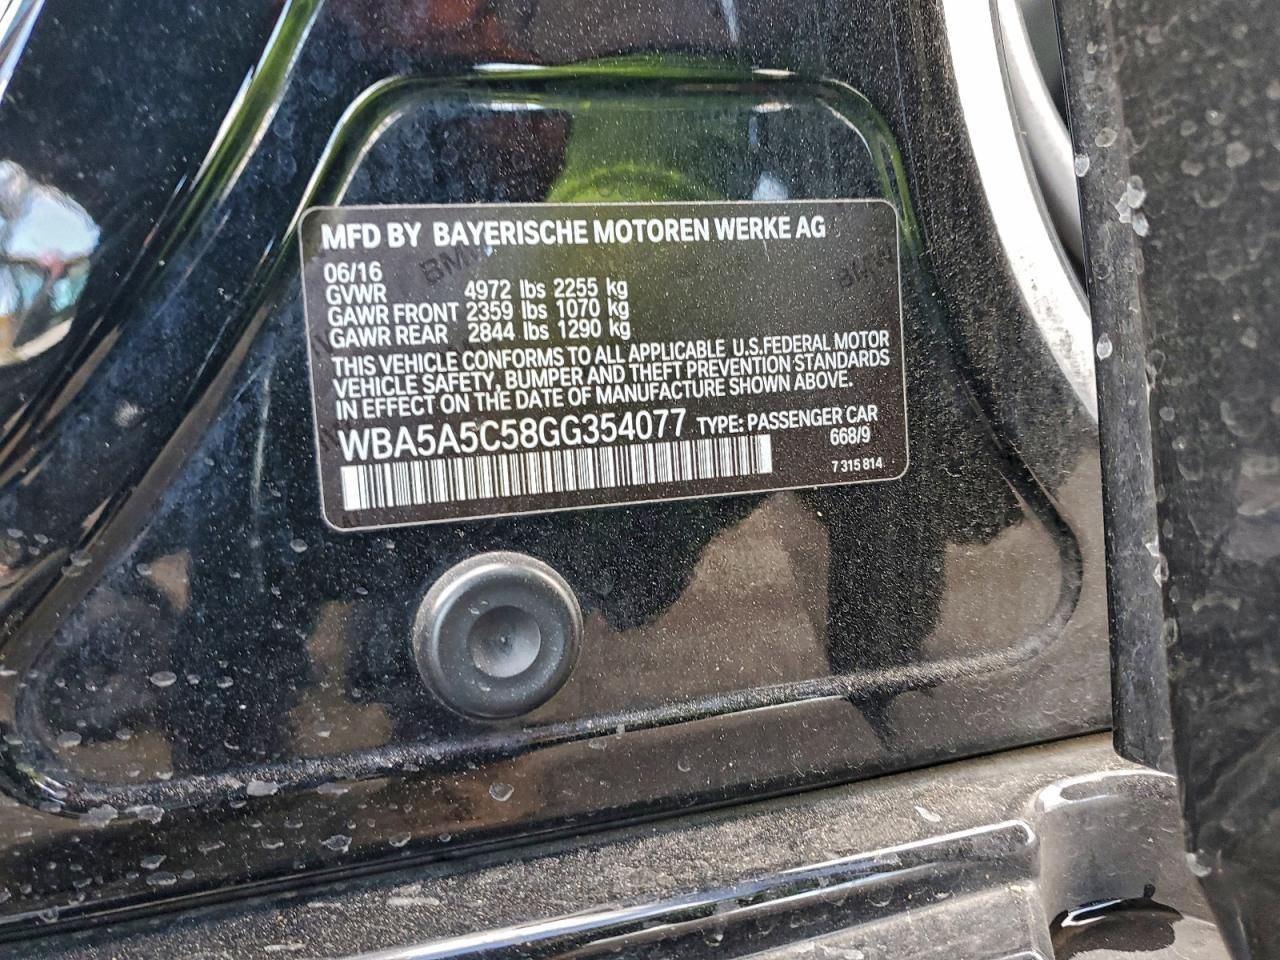 MFD BY BAYERISCHE MOTOREN WERKE AG
06/16
GVWR 4972 lbs 2255 kg
GAWR FRONT 2359 lbs 1070 kg
GAWR REAR 2844 lbs 1290 kg
THIS VEHICLE CONFORMS TO ALL APPLICABLE U.S.FEDERAL MOTOR
VEHICLE SAFETY, BUMPER AND THEFT PREVENTION STANDARDS
IN EFFECT ON THE DATE OF MANUFACTURE SHOWN ABOVE.
WBA5A5C58GG354077 TYPE: PASSENGER CAR
668/9
7 315 814
BMW
BMW